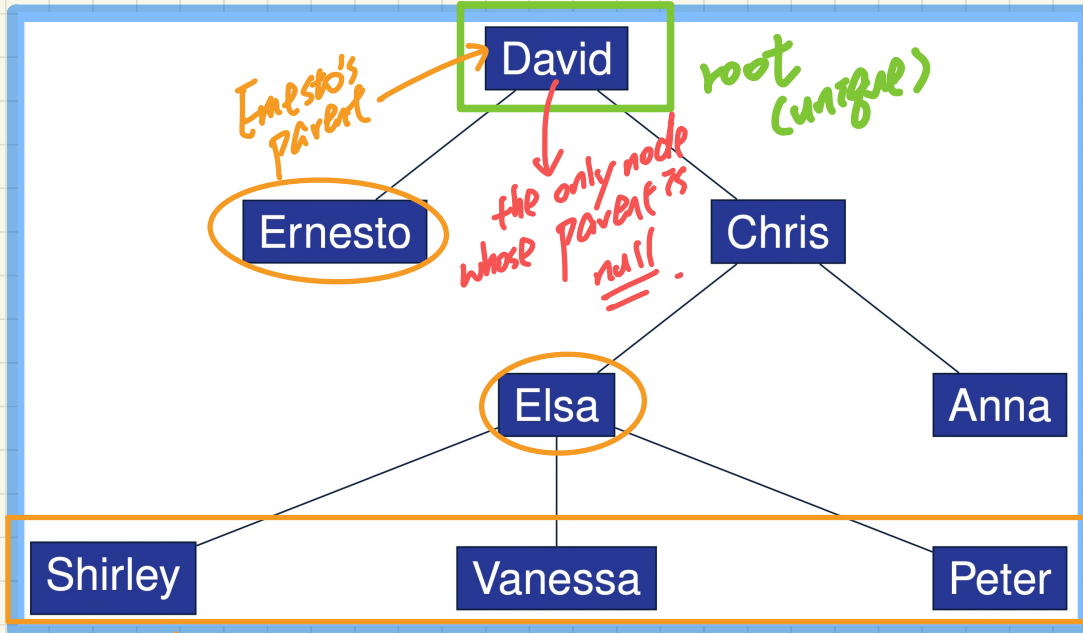 David
root
(unique)
Ernesto's
parent
the only node
whose parent is
null.
Ernesto
Chris
Elsa
Anna
Shirley
Vanessa
Peter